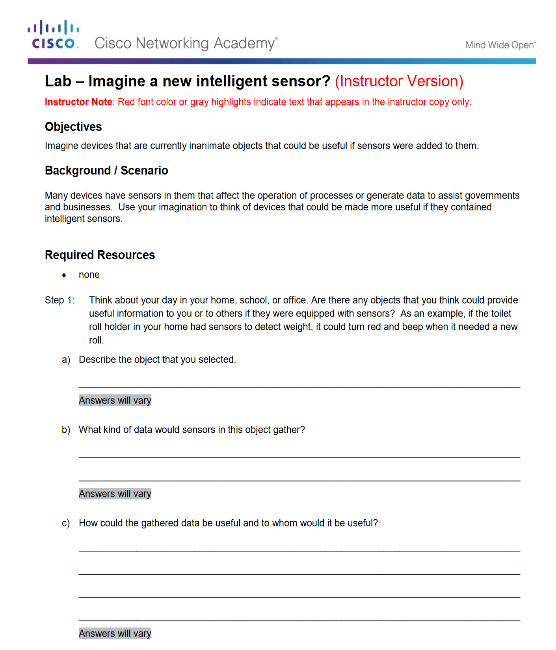 CISCO. Cisco Networking Academy® Mind Wide Open®
Lab – Imagine a new intelligent sensor? (Instructor Version)
Instructor Note: Red font color or gray highlights indicate text that appears in the instructor copy only.
Objectives
Imagine devices that are currently inanimate objects that could be useful if sensors were added to them.
Background / Scenario
Many devices have sensors in them that affect the operation of processes or generate data to assist governments
and businesses. Use your imagination to think of devices that could be made more useful if they contained
intelligent sensors.
Required Resources
• none
Step 1: Think about your day in your home, school, or office. Are there any objects that you think could provide
useful information to you or to others if they were equipped with sensors? As an example, if the toilet
roll holder in your home had sensors to detect weight, it could turn red and beep when it needed a new
roll.
a) Describe the object that you selected.
Answers will vary
b) What kind of data would sensors in this object gather?
Answers will vary
c) How could the gathered data be useful and to whom would it be useful?
Answers will vary